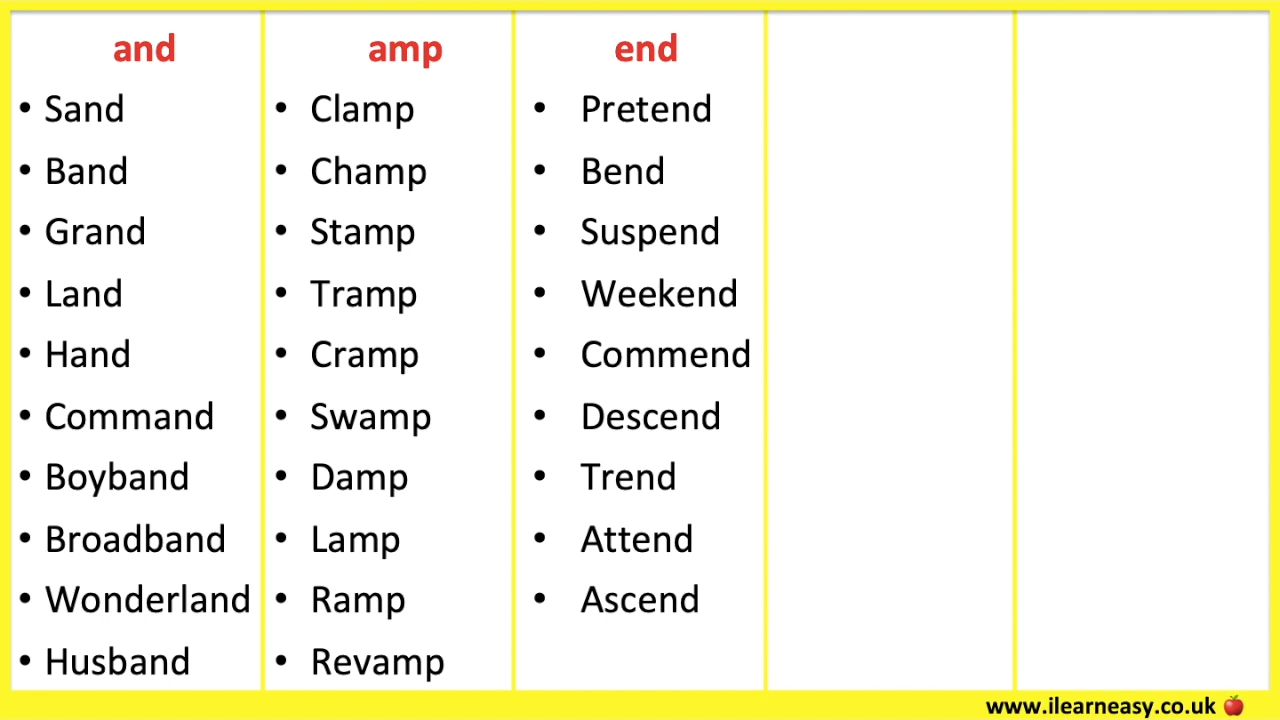 and
• Sand
• Band
• Grand
• Land
• Hand
• Command
• Boyband
• Broadband
• Wonderland
• Husband
amp
• Clamp
• Champ
• Stamp
• Tramp
• Cramp
• Swamp
• Damp
• Lamp
• Ramp
• Revamp
end
• Pretend
• Bend
• Suspend
• Weekend
• Commend
• Descend
• Trend
• Attend
• Ascend
www.ilearneasy.co.uk